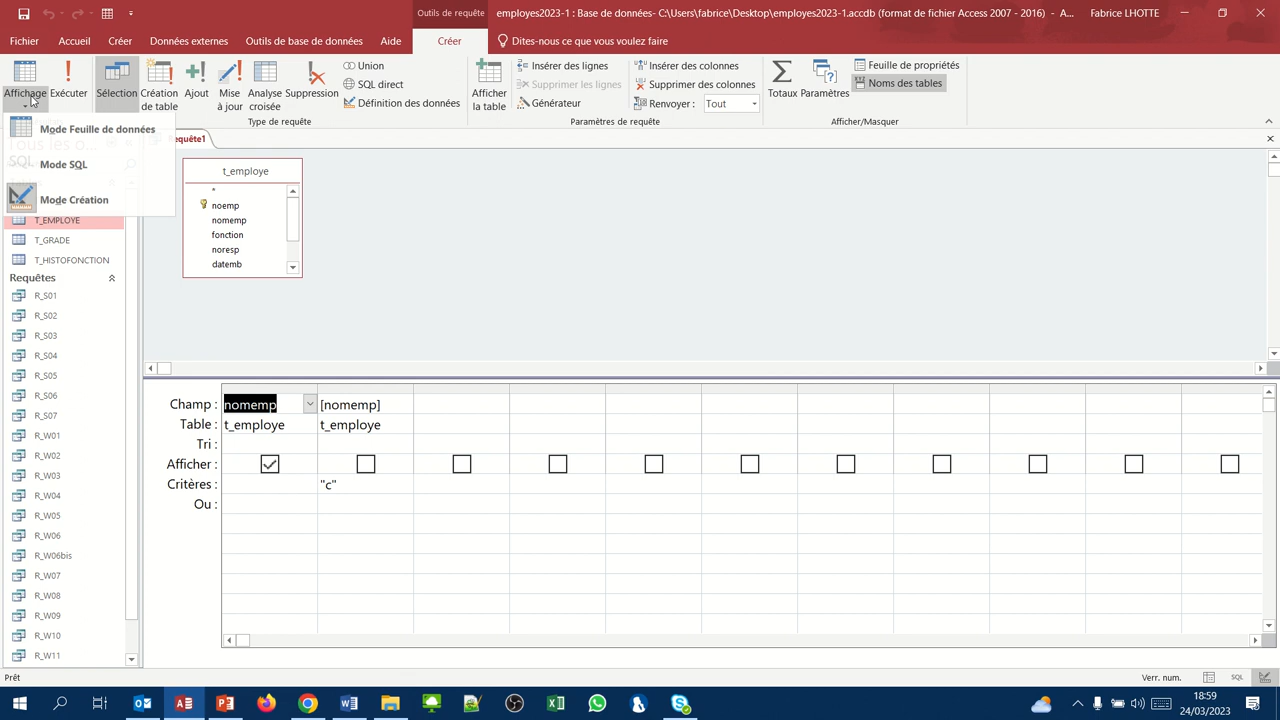 Outils de requête
employes2023-1 : Base de données- C:\Users\fabrice\Desktop\employes2023-1.accdb (format de fichier Access 2007 - 2016) - A...
Fabrice LHOTTE
Fichier
Accueil
Créer
Données externes
Outils de base de données
Aide
Créer
Dites-nous ce que vous voulez faire
Affichage
Exécuter
Sélection
Création de table
Ajout
Mise à jour
Analyse croisée
Suppression
Union
SQL direct
Définition des données
Type de requête
Afficher la table
Insérer des lignes
Supprimer les lignes
Générateur
Insérer des colonnes
Supprimer des colonnes
Renvoyer :
Tout
Paramètres de requête
Totaux
Paramètres
Feuille de propriétés
Noms des tables
Afficher/Masquer
Mode Feuille de données
SQL
Mode SQL
Mode Création
Tous les o...
T_EMPLOYE
T_GRADE
T_HISTOFONCTION
Requêtes
R_S01
R_S02
R_S03
R_S04
R_S05
R_S06
R_S07
R_W01
R_W02
R_W03
R_W04
R_W05
R_W06
R_W06bis
R_W07
R_W08
R_W09
R_W10
R_W11
equête1
t_employe
*
noemp
nomemp
fonction
noresp
datemb
Champ : nomemp [nomemp]
Table : t_employe t_employe
Tri :
Afficher :
Critères : "c"
Ou :
Prêt
Verr. num.
SQL
18:59
24/03/2023